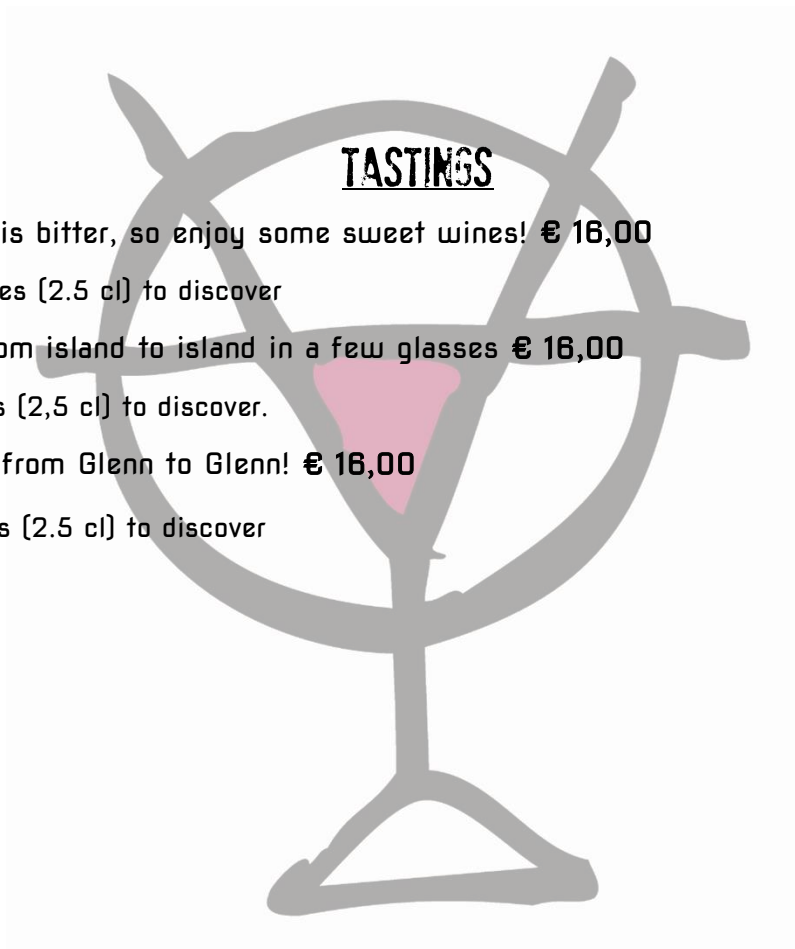 TASTINGS
is bitter, so enjoy some sweet wines! € 16,00
es (2.5 cl) to discover
om island to island in a few glasses € 16,00
s (2,5 cl) to discover.
from Glenn to Glenn! € 16,00
s (2.5 cl) to discover